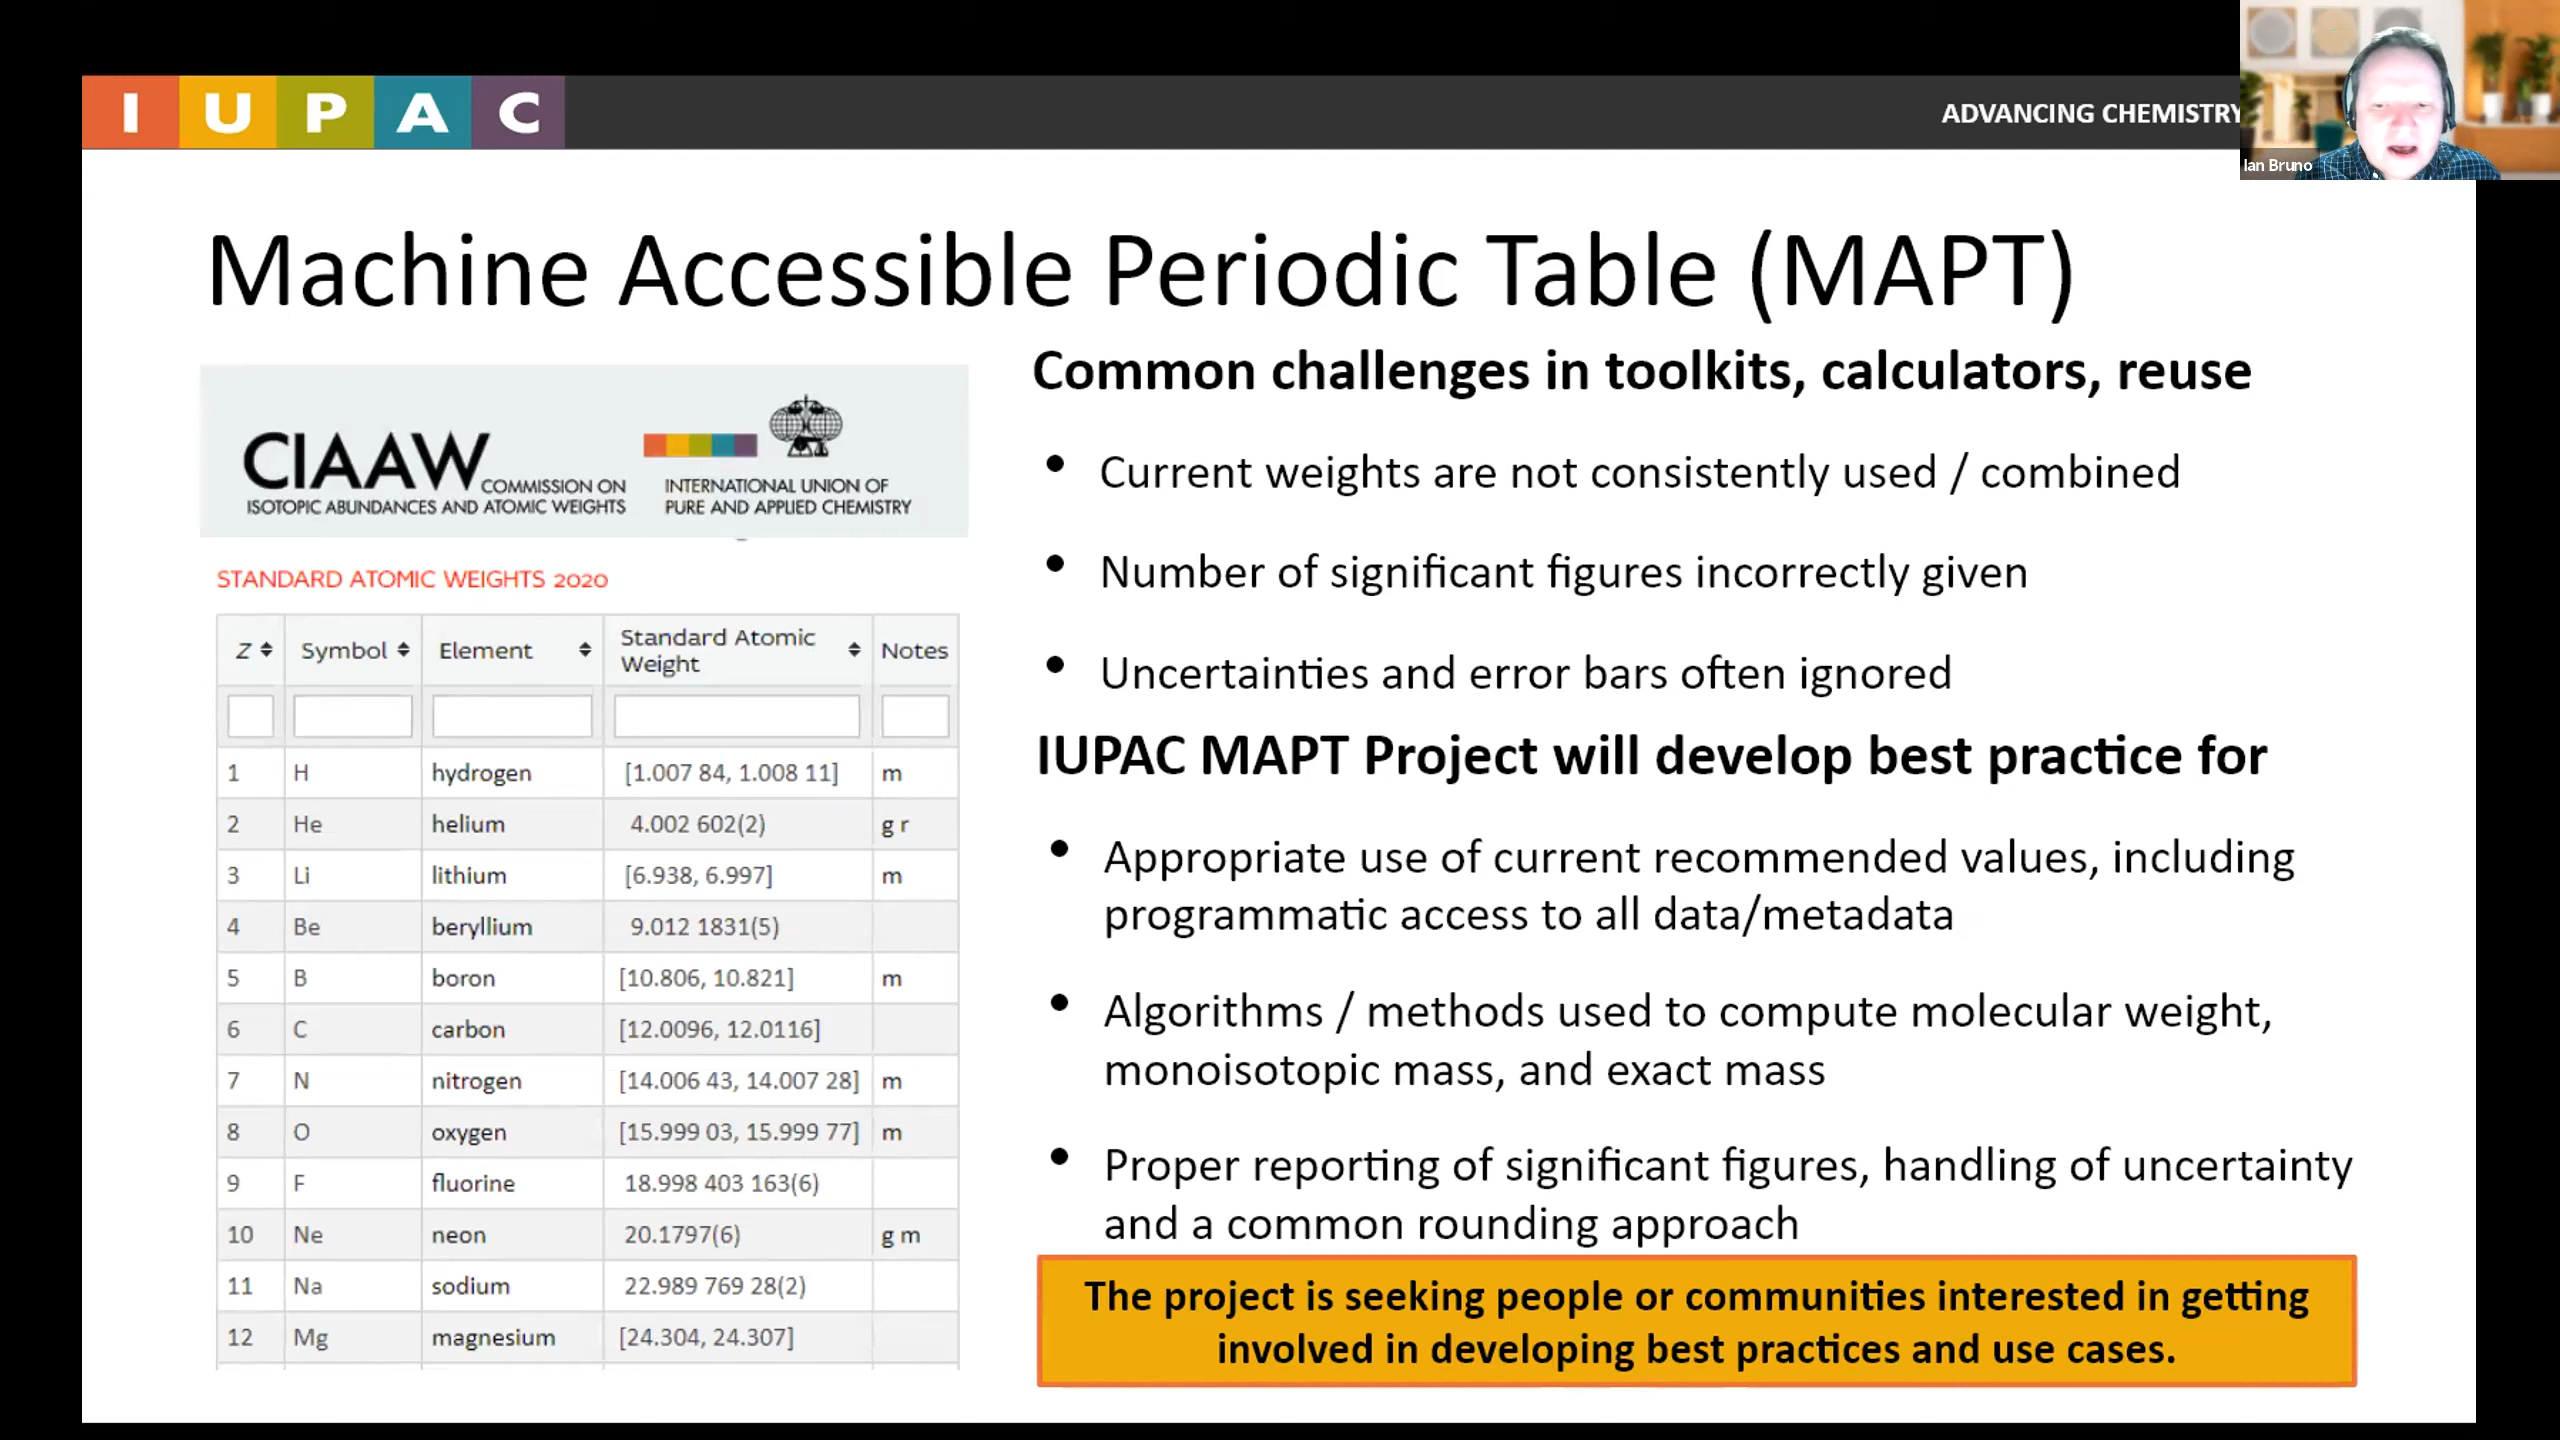 IUPAC
ADVANCING CHEMISTRY
Ian Bruno
Machine Accessible Periodic Table (MAPT)
CIAAW COMMISSION ON
ISOTOPIC ABUNDANCES AND ATOMIC WEIGHTS
INTERNATIONAL UNION OF
PURE AND APPLIED CHEMISTRY
STANDARD ATOMIC WEIGHTS 2020
Z Symbol Element Standard Atomic Weight Notes
1 H hydrogen [1.007 84, 1.008 11] m
2 He helium 4.002 602(2) g r
3 Li lithium [6.938, 6.997] m
4 Be beryllium 9.012 1831(5)
5 B boron [10.806, 10.821] m
6 C carbon [12.0096, 12.0116]
7 N nitrogen [14.006 43, 14.007 28] m
8 O oxygen [15.999 03, 15.999 77] m
9 F fluorine 18.998 403 163(6)
10 Ne neon 20.1797(6) g m
11 Na sodium 22.989 769 28(2)
12 Mg magnesium [24.304, 24.307]
Common challenges in toolkits, calculators, reuse
• Current weights are not consistently used / combined
• Number of significant figures incorrectly given
• Uncertainties and error bars often ignored
IUPAC MAPT Project will develop best practice for
• Appropriate use of current recommended values, including
programmatic access to all data/metadata
• Algorithms / methods used to compute molecular weight,
monoisotopic mass, and exact mass
• Proper reporting of significant figures, handling of uncertainty
and a common rounding approach
The project is seeking people or communities interested in getting
involved in developing best practices and use cases.